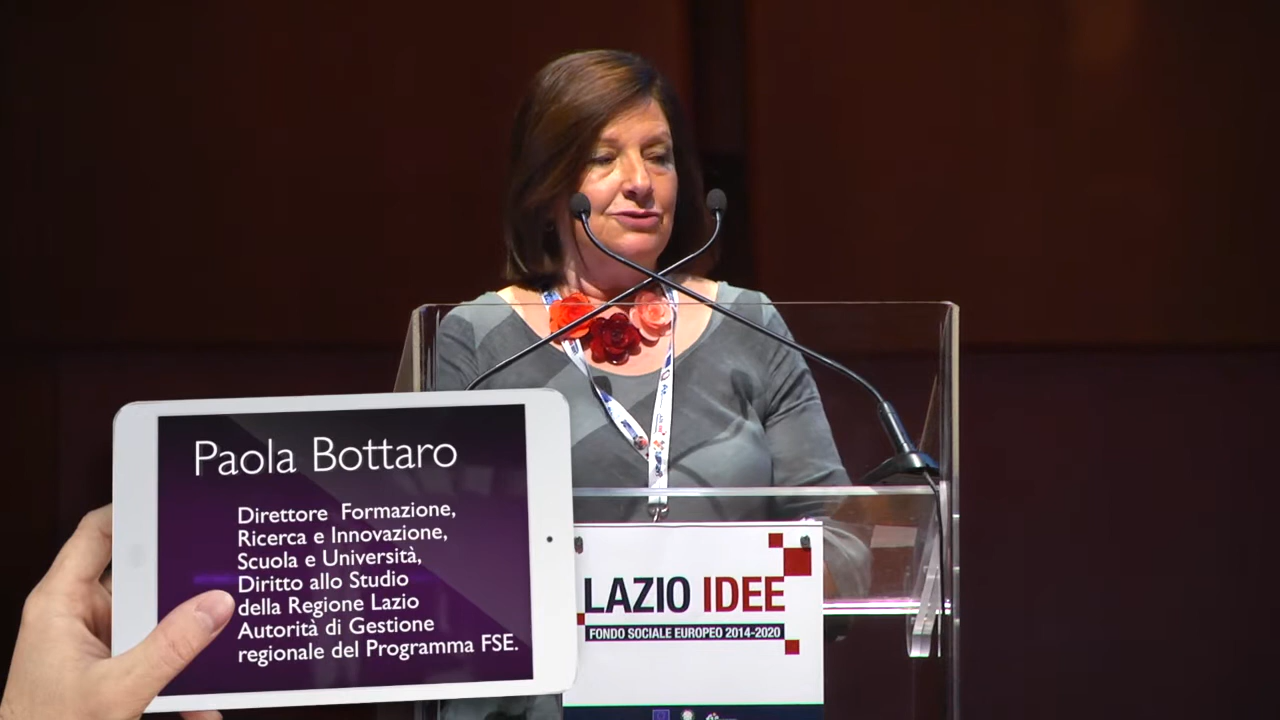 Paola Bottaro
Direttore Formazione,
Ricerca e Innovazione,
Scuola e Università,
Diritto allo Studio
della Regione Lazio
Autorità di Gestione
regionale del Programma FSE.
LAZIO IDEE
FONDO SOCIALE EUROPEO 2014-2020